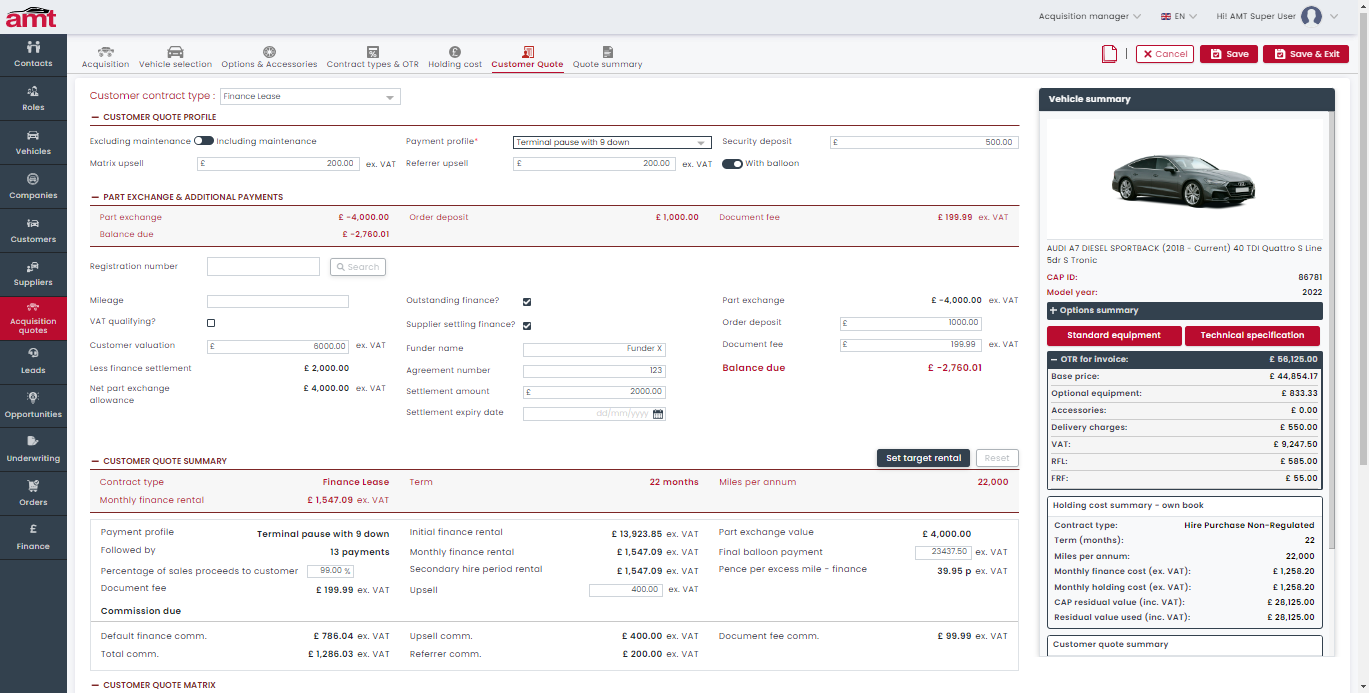 amt
Acquisition manager
EN
Hi! AMT Super User
Contacts
Roles
Vehicles
Companies
Customers
Suppliers
Acquisition quotes
Leads
Opportunities
Underwriting
Orders
Finance
Acquisition Vehicle selection Options & Accessories Contract types & OTR Holding cost Customer Quote Quote summary
Cancel Save Save & Exit
Customer contract type : Finance Lease
CUSTOMER QUOTE PROFILE
Excluding maintenance Including maintenance Payment profile* Terminal pause with 9 down Security deposit £ 500.00
Matrix upsell £ 200.00 ex. VAT Referrer upsell £ 200.00 ex. VAT With balloon
PART EXCHANGE & ADDITIONAL PAYMENTS
Part exchange £ -4,000.00 Order deposit £ 1,000.00 Document fee £ 199.99 ex. VAT
Balance due £ -2,760.01
Registration number Search
Mileage Outstanding finance? Part exchange £ -4,000.00 ex. VAT
VAT qualifying? Supplier settling finance? Order deposit £ 1000.00
Customer valuation £ 6000.00 ex. VAT Funder name Funder X Document fee £ 199.99 ex. VAT
Less finance settlement £ 2,000.00 Agreement number 123 Balance due £ -2,760.01
Net part exchange allowance £ 4,000.00 ex. VAT Settlement amount £ 2000.00
Settlement expiry date dd/mm/yyyy
CUSTOMER QUOTE SUMMARY Set target rental Reset
Contract type Finance Lease Term 22 months Miles per annum 22,000
Monthly finance rental £ 1,547.09 ex. VAT
Payment profile Terminal pause with 9 down Initial finance rental £ 13,923.85 ex. VAT Part exchange value £ 4,000.00
Followed by 13 payments Monthly finance rental £ 1,547.09 ex. VAT Final balloon payment 23437.50 ex. VAT
Percentage of sales proceeds to customer 99.00 % Secondary hire period rental £ 1,547.09 ex. VAT Pence per excess mile - finance 39.95 p ex. VAT
Document fee £ 199.99 ex. VAT Upsell 400.00 ex. VAT
Commission due
Default finance comm. £ 786.04 ex. VAT Upsell comm. £ 400.00 ex. VAT Document fee comm. £ 99.99 ex. VAT
Total comm. £ 1,286.03 ex. VAT Referrer comm. £ 200.00 ex. VAT
CUSTOMER QUOTE MATRIX
Vehicle summary
AUDI A7 DIESEL SPORTBACK (2018 - Current) 40 TDI Quattro S Line
5dr S Tronic
CAP ID: 86781
Model year: 2022
+ Options summary
Standard equipment Technical specification
OTR for invoice: £ 56,125.00
Base price: £ 44,854.17
Optional equipment: £ 833.33
Accessories: £ 0.00
Delivery charges: £ 550.00
VAT: £ 9,247.50
RFL: £ 585.00
FRF: £ 55.00
Holding cost summary - own book
Contract type: Hire Purchase Non-Regulated
Term (months): 22
Miles per annum: 22,000
Monthly finance cost (ex. VAT): £ 1,258.20
Monthly holding cost (ex. VAT): £ 1,258.20
CAP residual value (inc. VAT): £ 28,125.00
Residual value used (inc. VAT): £ 28,125.00
Customer quote summary